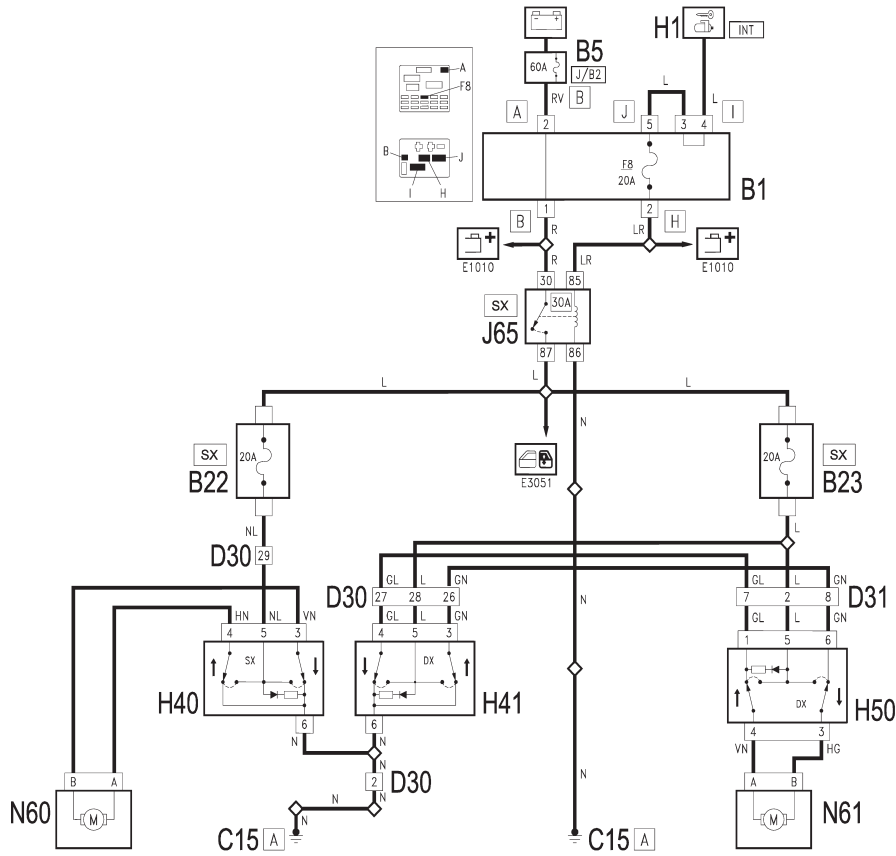 H1
INT
B5
60A
J/B2
A
F8
RV
B
L
L
A
J
I
2
5
3
4
B
J
I
H
F8
20A
B1
1
2
B
R
LR
H
E1010
R
LR
E1010
30
85
SX
30A
J65
87
86
L
L
L
N
SX
20A
B22
E3051
20A
SX
B23
NL
L
D30
29
GL
L
GN
GL
L
GN
D30
27
28
26
7
2
8
D31
HN
NL
VN
GL
L
GN
N
GL
L
GN
4
5
3
4
5
3
1
5
6
SX
DX
H40
H41
DX
H50
6
6
4
3
N
N
VN
HG
N
2
D30
N
B
A
N
N
N
A
B
N60
M
C15
A
C15
A
M
N61